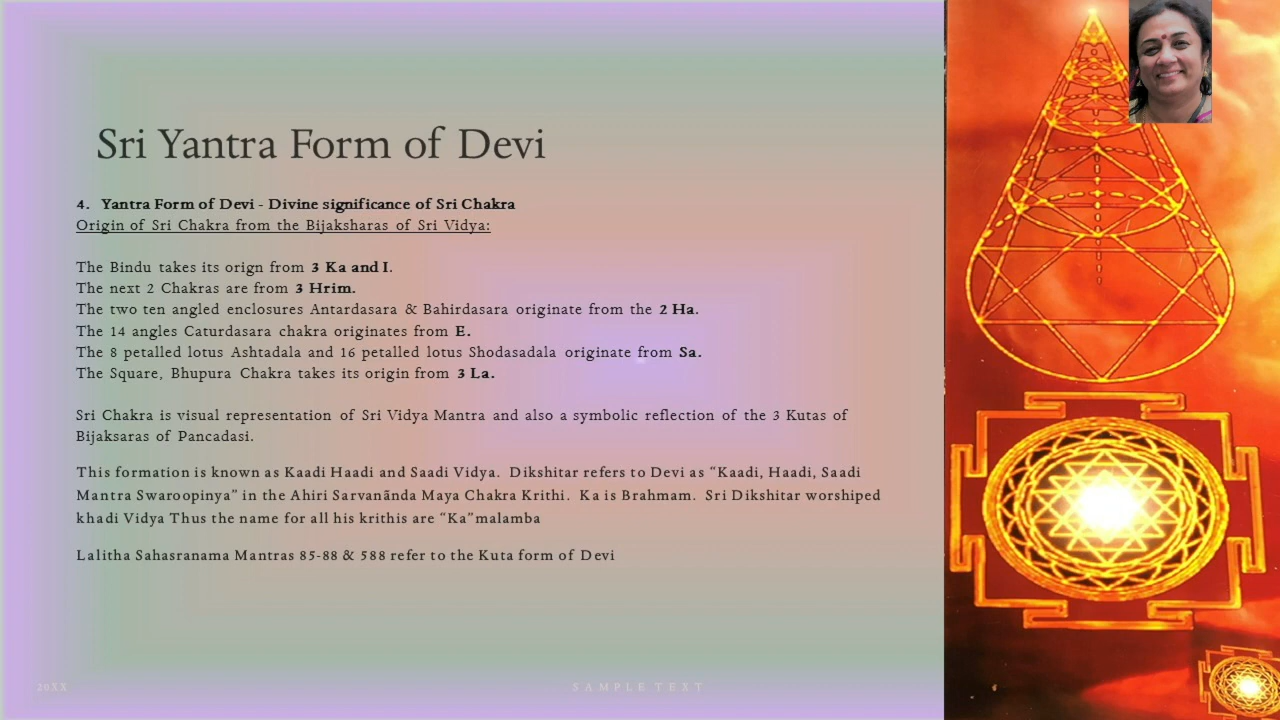 Sri Yantra Form of Devi
4. Yantra Form of Devi - Divine significance of Sri Chakra
Origin of Sri Chakra from the Bijaksharas of Sri Vidya:
The Bindu takes its orign from 3 Ka and I.
The next 2 Chakras are from 3 Hrim.
The two ten angled enclosures Antardasara & Bahirdasara originate from the 2 Ha.
The 14 angles Caturdasara chakra originates from E.
The 8 petalled lotus Ashtadala and 16 petalled lotus Shodasadala originate from Sa.
The Square, Bhupura Chakra takes its origin from 3 La.
Sri Chakra is visual representation of Sri Vidya Mantra and also a symbolic reflection of the 3 Kutas of
Bijaksaras of Pancadasi.
This formation is known as Kaadi Haadi and Saadi Vidya. Dikshitar refers to Devi as “Kaadi, Haadi, Saadi
Mantra Swaroopinya” in the Ahiri Sarvanãnda Maya Chakra Krithi. Ka is Brahmam. Sri Dikshitar worshiped
khadi Vidya Thus the name for all his krithis are “Ka”malamba
Lalitha Sahasranama Mantras 85-88 & 588 refer to the Kuta form of Devi
20XX
SAMPLE TEXT